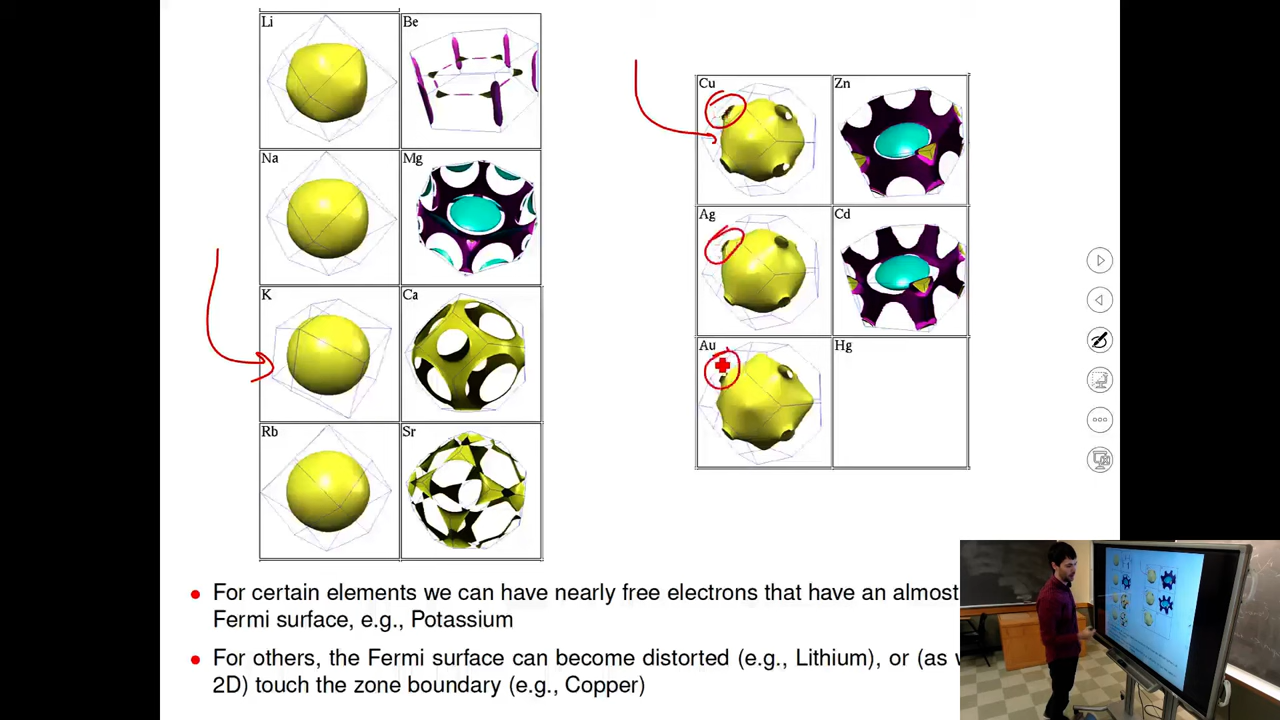 Li
Be
Na
Mg
K
Ca
Rb
Sr
Cu
Zn
Ag
Cd
Au
Hg
For certain elements we can have nearly free electrons that have an almost
Fermi surface, e.g., Potassium
For others, the Fermi surface can become distorted (e.g., Lithium), or (as
2D) touch the zone boundary (e.g., Copper)